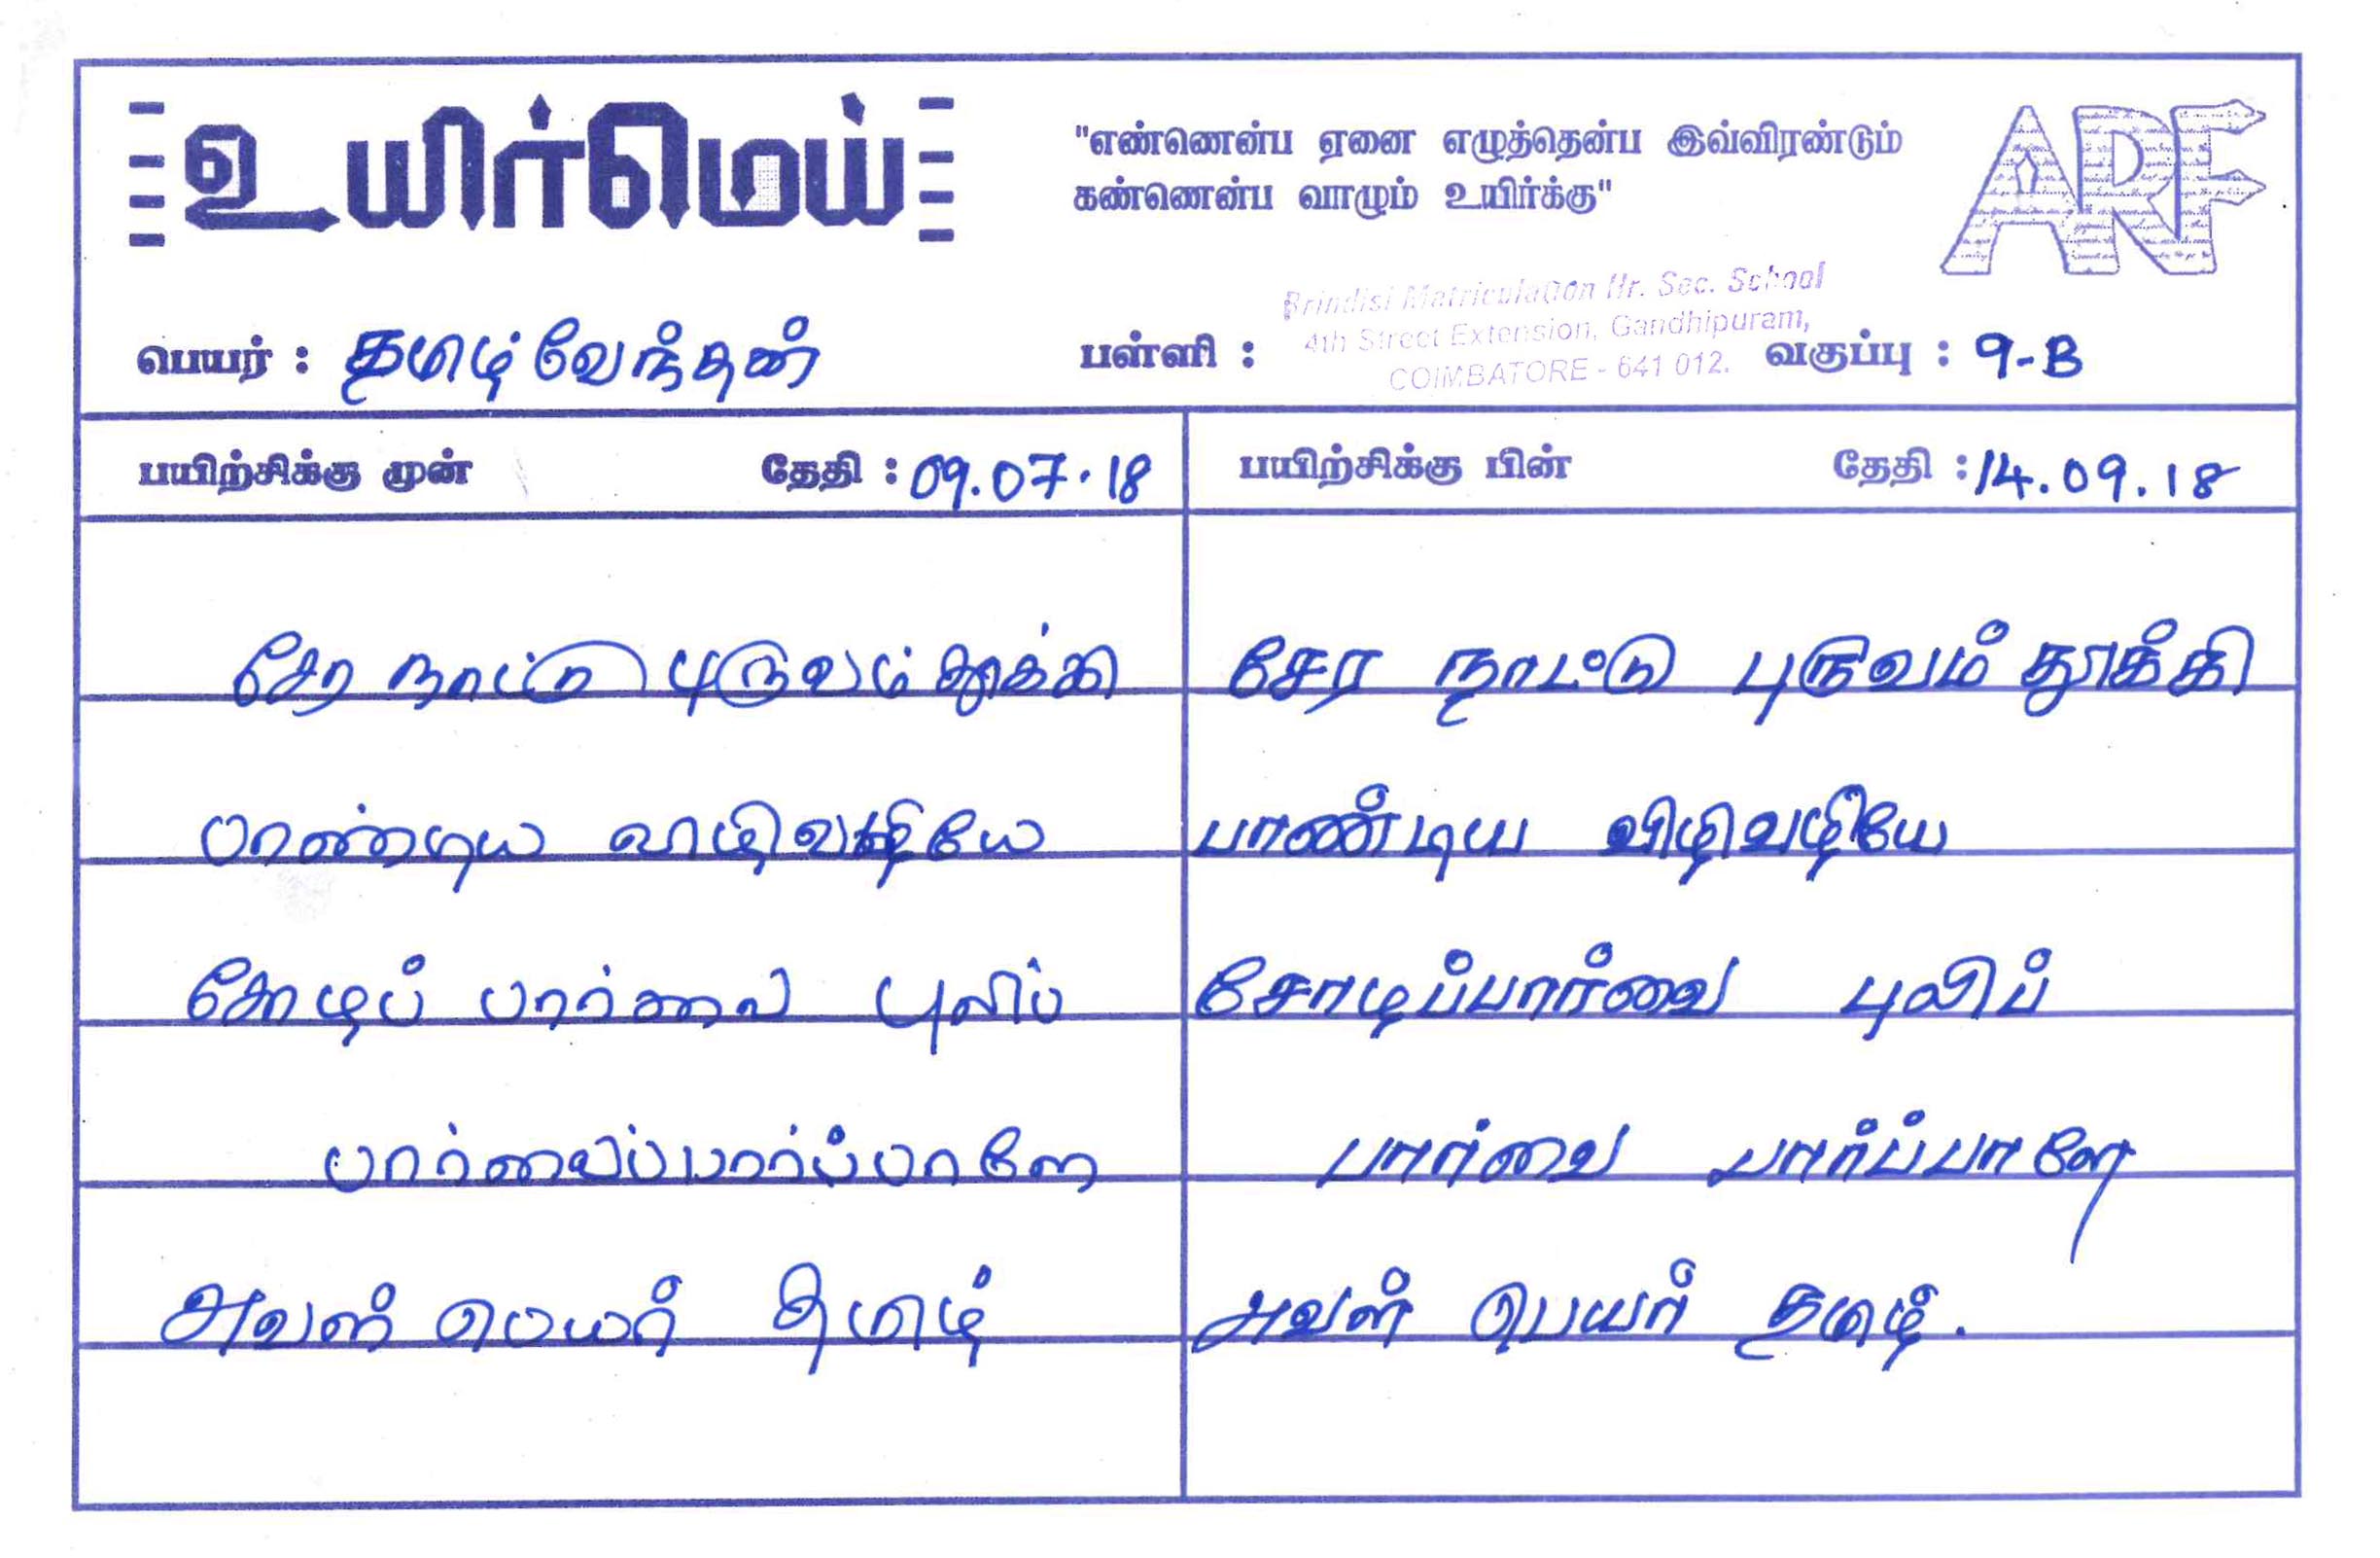 உயிர்மெய்
"எண்ணென்ப ஏனை எழுத்தென்ப இவ்விரண்டும்
கண்ணென்ப வாழும் உயிர்க்கு"
ARF
Brindisi Matriculation Hr. Sec. School
4th Street Extension, Gandhipuram,
COIMBATORE - 641 012.
பெயர் : தமிழ்வேந்தன்
பள்ளி :
வகுப்பு : 9-B
பயிற்சிக்கு முன் தேதி : 09.07.18
சேர நாட்டு புருவம் தூக்கி
பாண்டிய விழிவழியே
சோழப் பார்வை புலிப்
பார்வைப்பார்ப்பாளே
அவள் பெயர் தமிழ்
பயிற்சிக்கு பின் தேதி : 14.09.18
சேர நாட்டு புருவம் தூக்கி
பாண்டிய விழிவழியே
சோழப்பார்வை புலிப்
பார்வை பார்ப்பாளே
அவள் பெயர் தமிழ்.